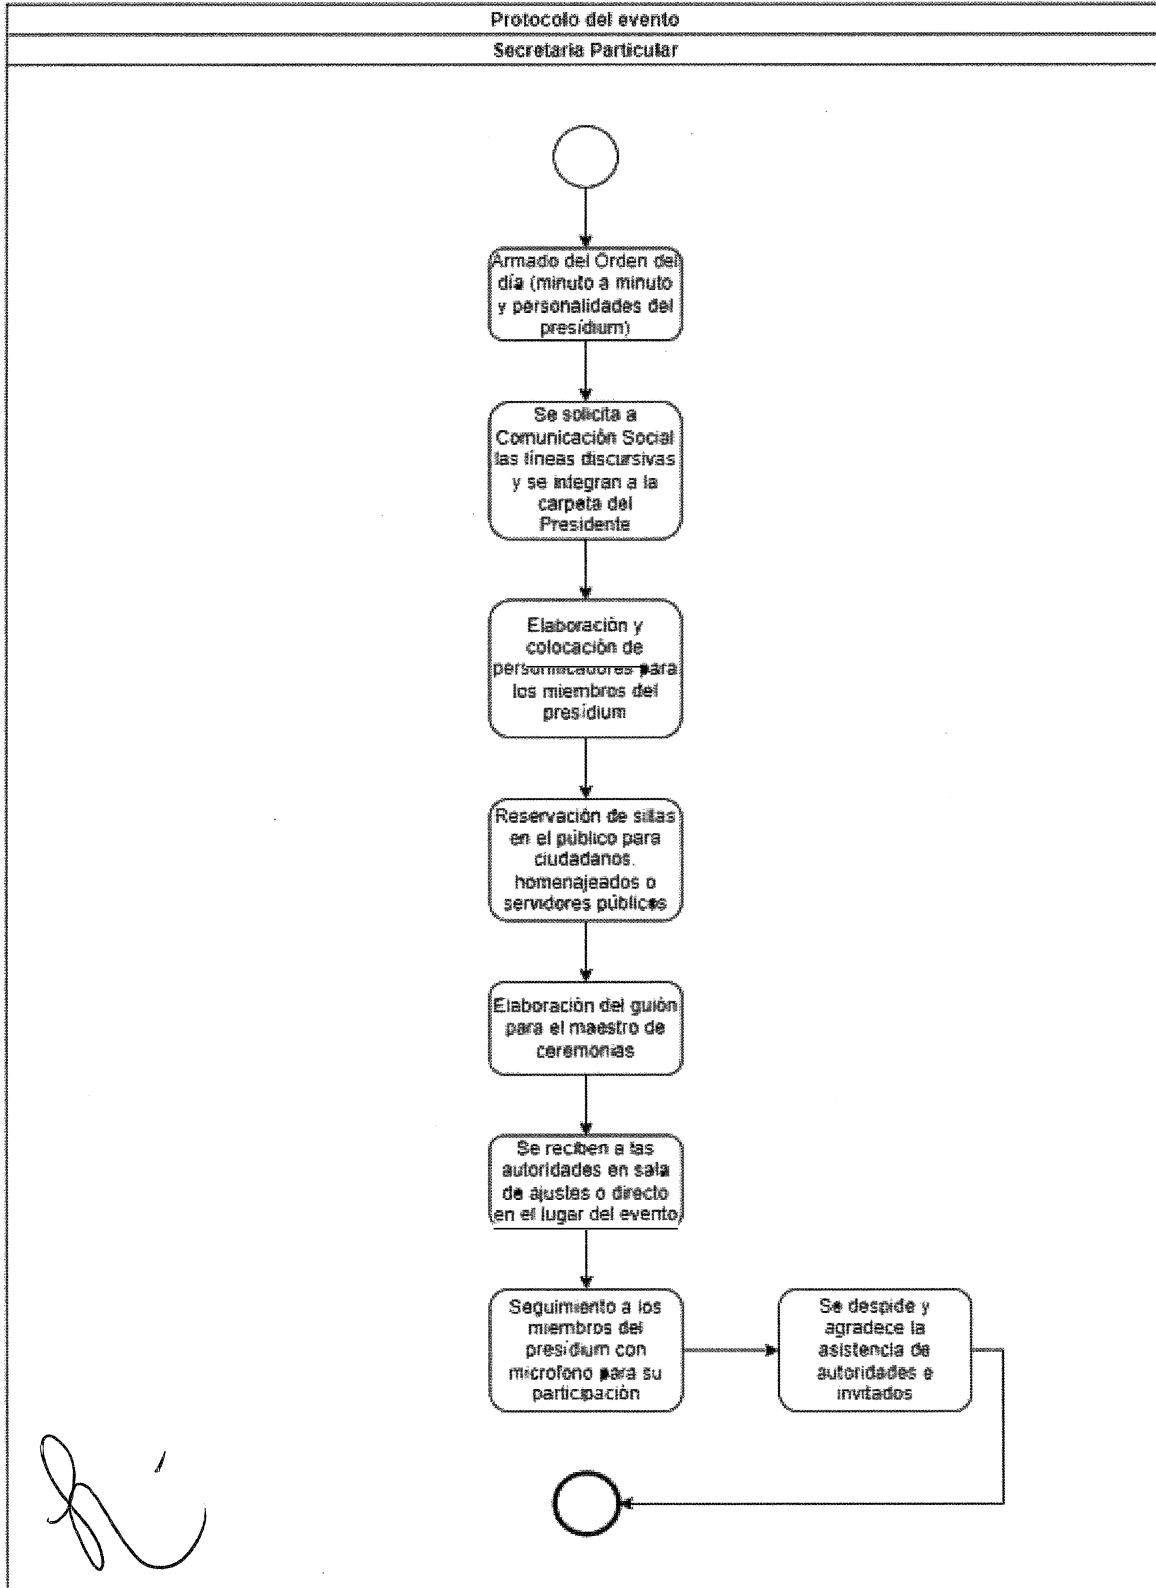 Protocolo del evento
Secretaria Particular
Armado del Orden del
día (minuto a minuto
y personalidades del
presídium)
Se solicita a
Comunicación Social
las líneas discursivas
y se integran a la
carpeta del
Presidente
Elaboración y
colocación de
personificadores para
los miembros del
presídium
Reservación de sillas
en el público para
ciudadanos,
homenajeados o
servidores públicos
Elaboración del guión
para el maestro de
ceremonias
Se reciben a las
autoridades en sala
de ajustes o directo
en el lugar del evento
Seguimiento a los
miembros del
presídium con
microfono para su
participación
Se despide y
agradece la
asistencia de
autoridades e
invitados